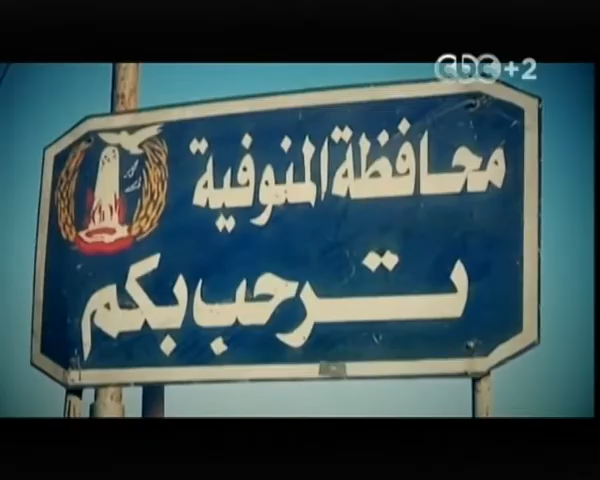 cbc+2
محافظة المنوفية
ترحب بكم